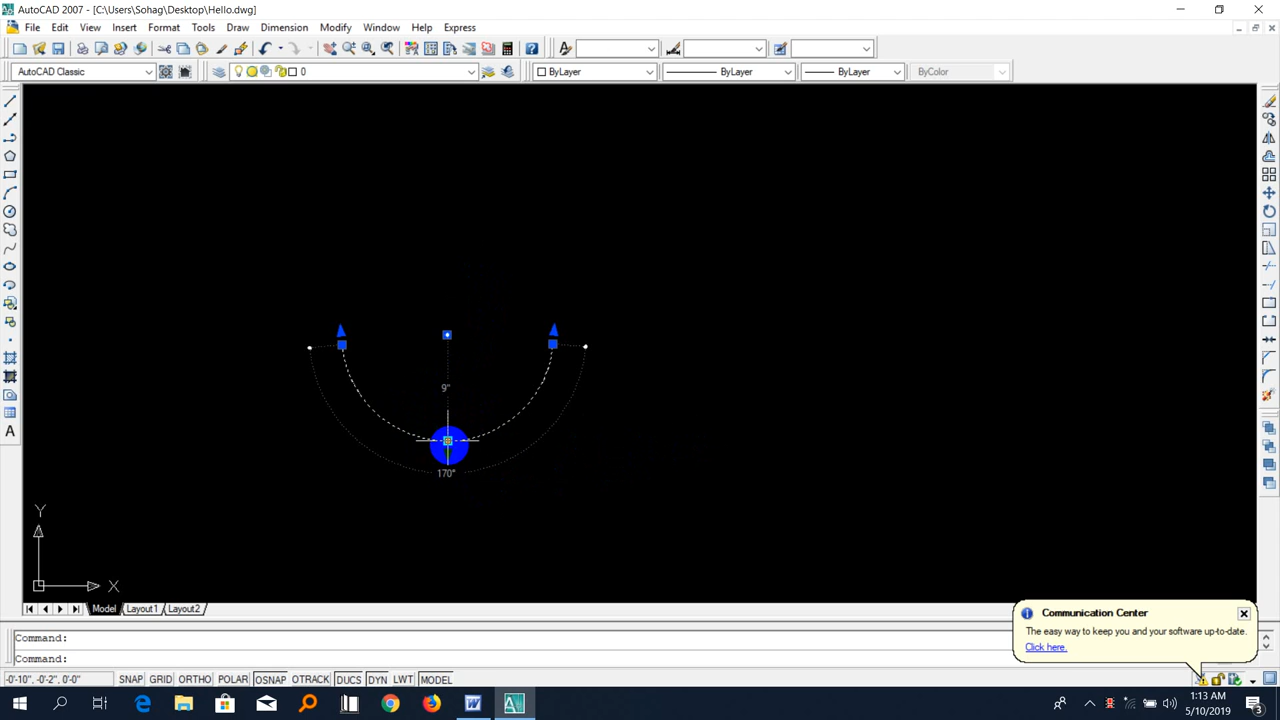 AutoCAD 2007 - [C:\Users\Sohag\Desktop\Hello.dwg]
File Edit View Insert Format Tools Draw Dimension Modify Window Help Express
AutoCAD Classic 0 ByLayer ByLayer ByLayer ByColor
9"
170°
Y
X
A
Model Layout1 Layout2
Command:
Command:
Communication Center
The easy way to keep you and your software up-to-date.
Click here.
-0'-10", -0'-2", 0'-0" SNAP GRID ORTHO POLAR OSNAP OTRACK DUCS DYN LWT MODEL
1:13 AM
5/10/2019
3